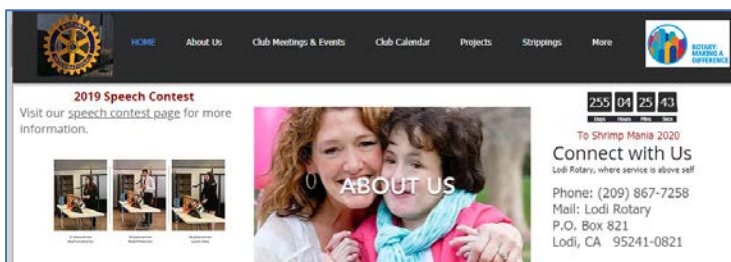 HOME About Us Club Meetings & Events Club Calendar Projects Strippings More
ROTARY:
MAKING A
DIFFERENCE
2019 Speech Contest
Visit our speech contest page for more
information.
ABOUT US
255 04 25 43
Days Hours Mins Secs
To Shrimp Mania 2020
Connect with Us
Lodi Rotary, where service is above self
Phone: (209) 867-7258
Mail: Lodi Rotary
P.O. Box 821
Lodi, CA 95241-0821